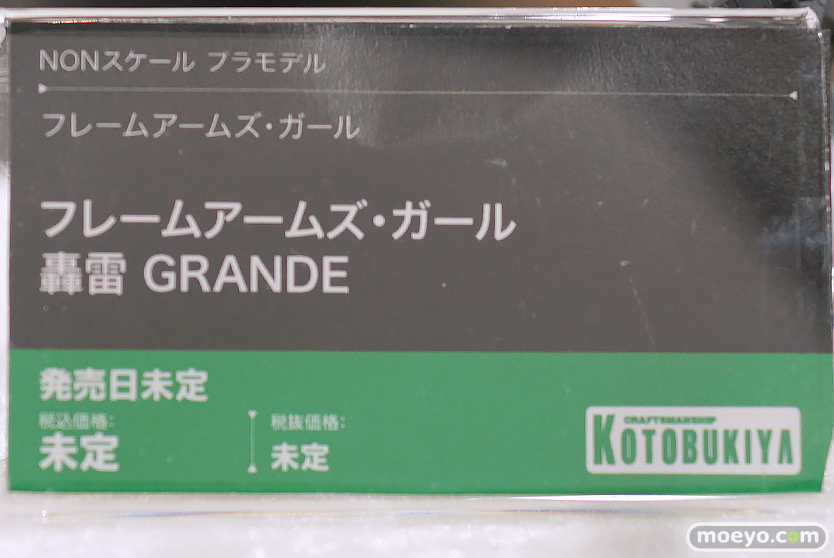 NONスケール プラモデル
フレームアームズ・ガール
フレームアームズ・ガール
轟雷 GRANDE
発売日未定
税込価格:
未定
税抜価格:
未定
CRAFTSMANSHIP
KOTOBUKIYA
moeyo.com